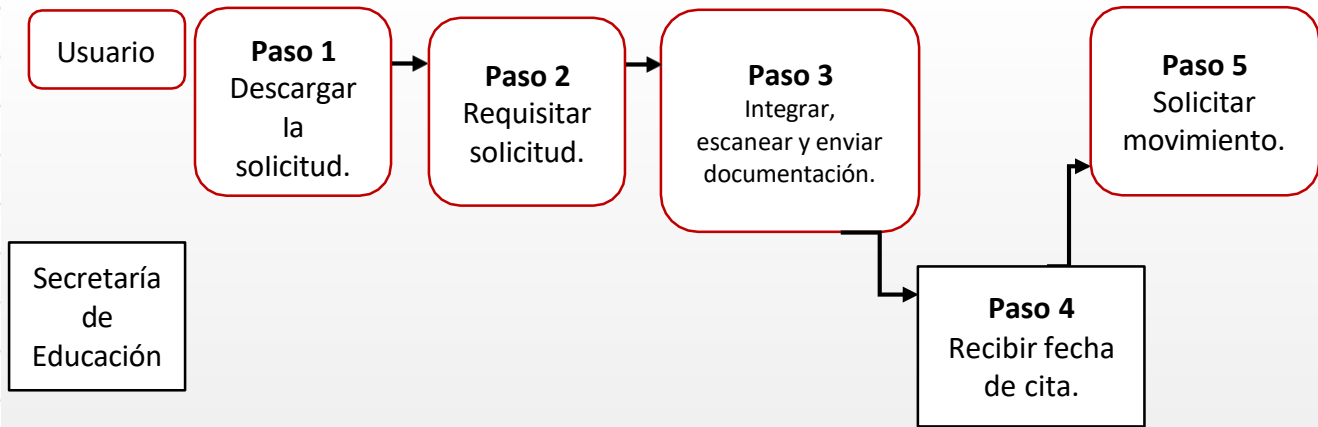 Usuario
Paso 1
Descargar
la
solicitud.
Paso 2
Requisitar
solicitud.
Paso 3
Integrar,
escanear y enviar
documentación.
Paso 5
Solicitar
movimiento.
Secretaría
de
Educación
Paso 4
Recibir fecha
de cita.